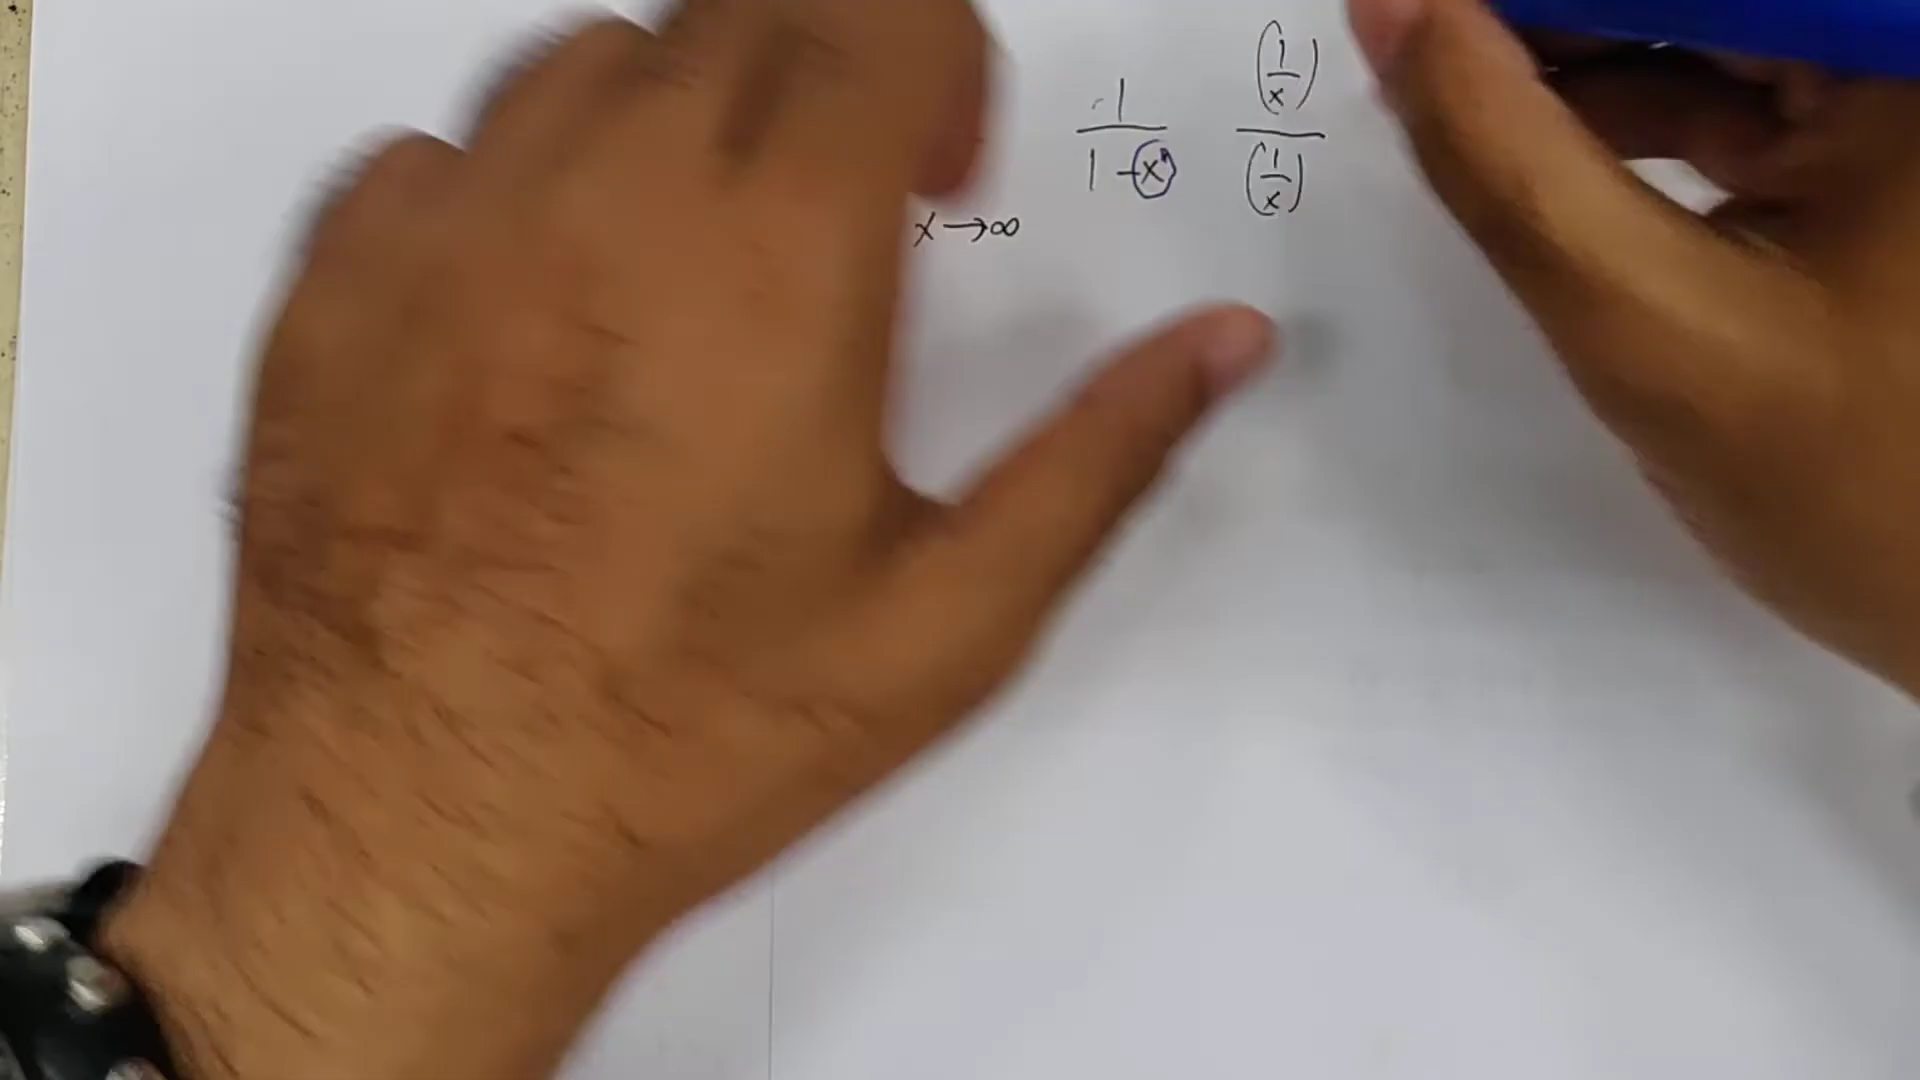 1 (1/x)
1 - x (1/x)
x → ∞